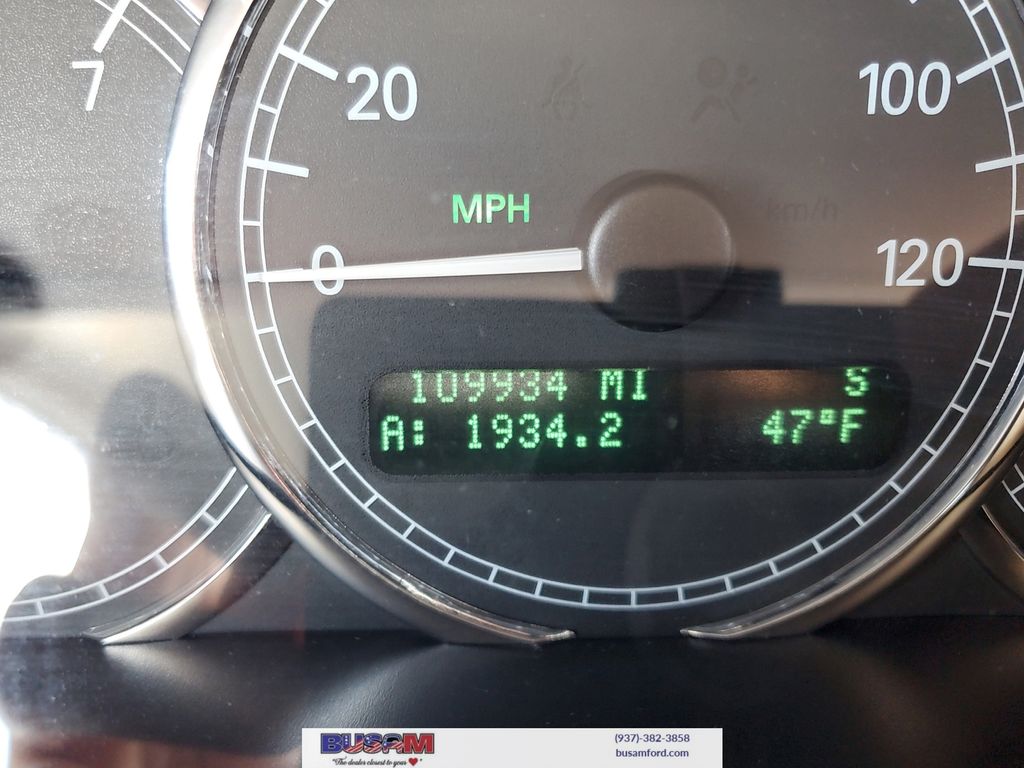 7
20
100
MPH
km/h
0
120
109934 MI S
A: 1934.2 47°F
BUSAM
"The dealer closest to your ❤"
(937)-382-3858
busamford.com